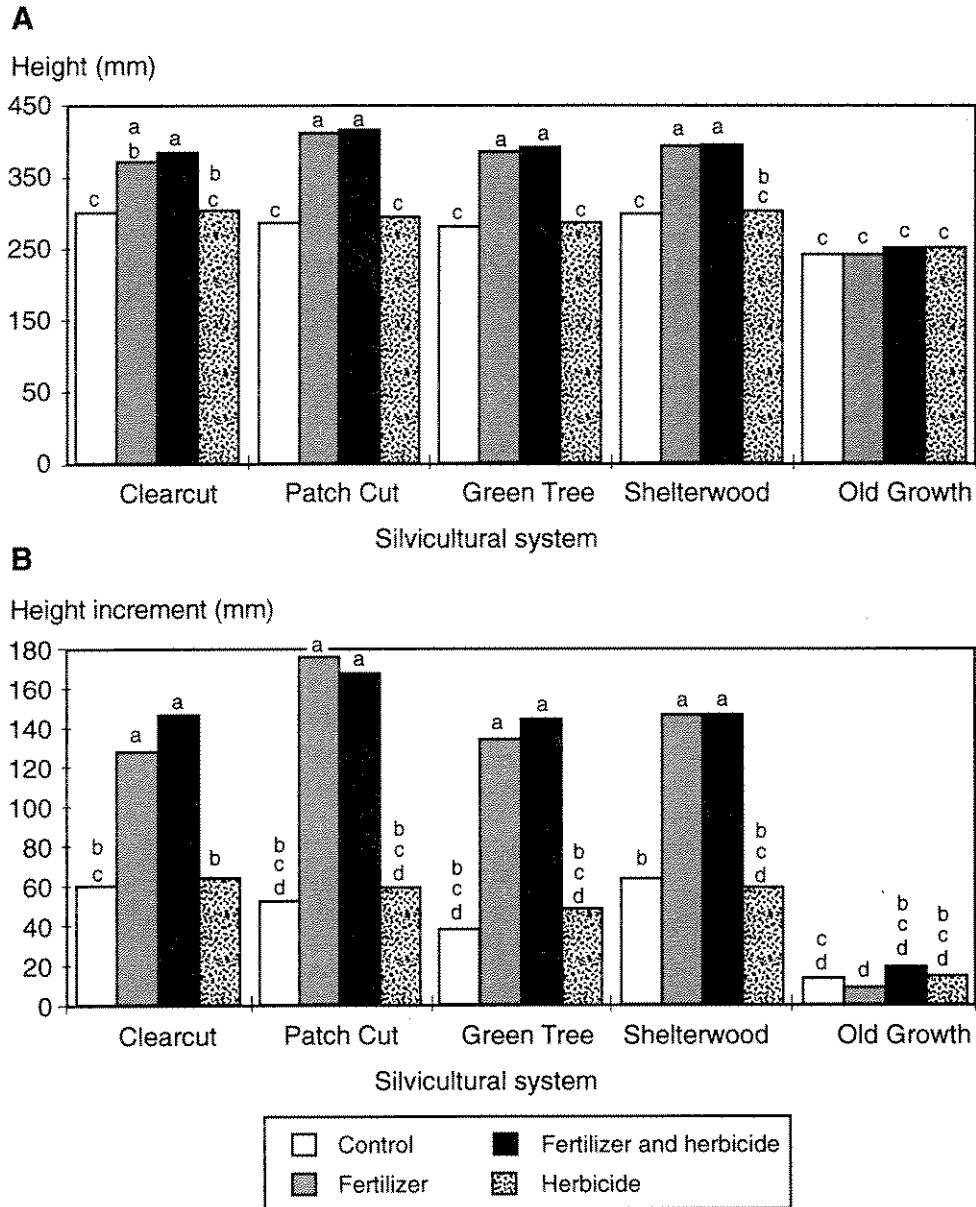 A
Height (mm)
450
350
250
150
50
0
c
a
b
a
b
c
c
a
a
c
c
a
a
c
c
a
a
b
c
c
c
c
c
Clearcut Patch Cut Green Tree Shelterwood Old Growth
Silvicultural system
B
Height increment (mm)
180
160
140
120
100
80
60
40
20
0
b
c
a
a
b
b
c
d
a
a
b
c
d
b
c
d
a
a
b
c
d
b
a
a
b
c
d
c
d
d
b
c
d
b
c
d
Clearcut Patch Cut Green Tree Shelterwood Old Growth
Silvicultural system
Control Fertilizer and herbicide
Fertilizer Herbicide